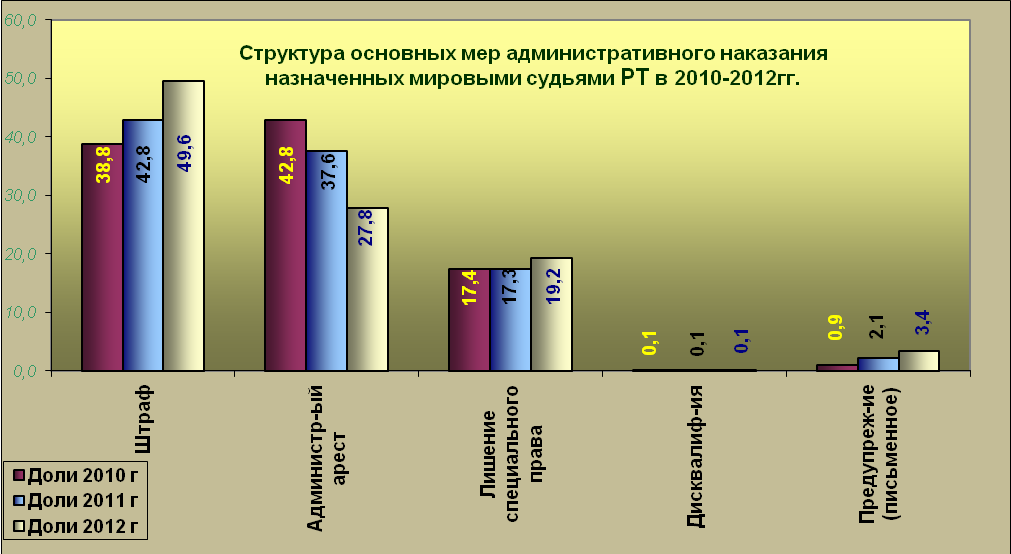 Структура основных мер административного наказания
назначенных мировыми судьями РТ в 2010-2012гг.
60,0
50,0
40,0
30,0
20,0
10,0
0,0
38,8
42,8
49,6
42,8
37,6
27,8
17,4
17,3
19,2
0,1
0,1
0,1
0,9
2,1
3,4
Штраф
Администр-ый
арест
Лишение
специального
права
Дисквалиф-ия
Предупреж-ие
(письменное)
Доли 2010 г
Доли 2011 г
Доли 2012 г